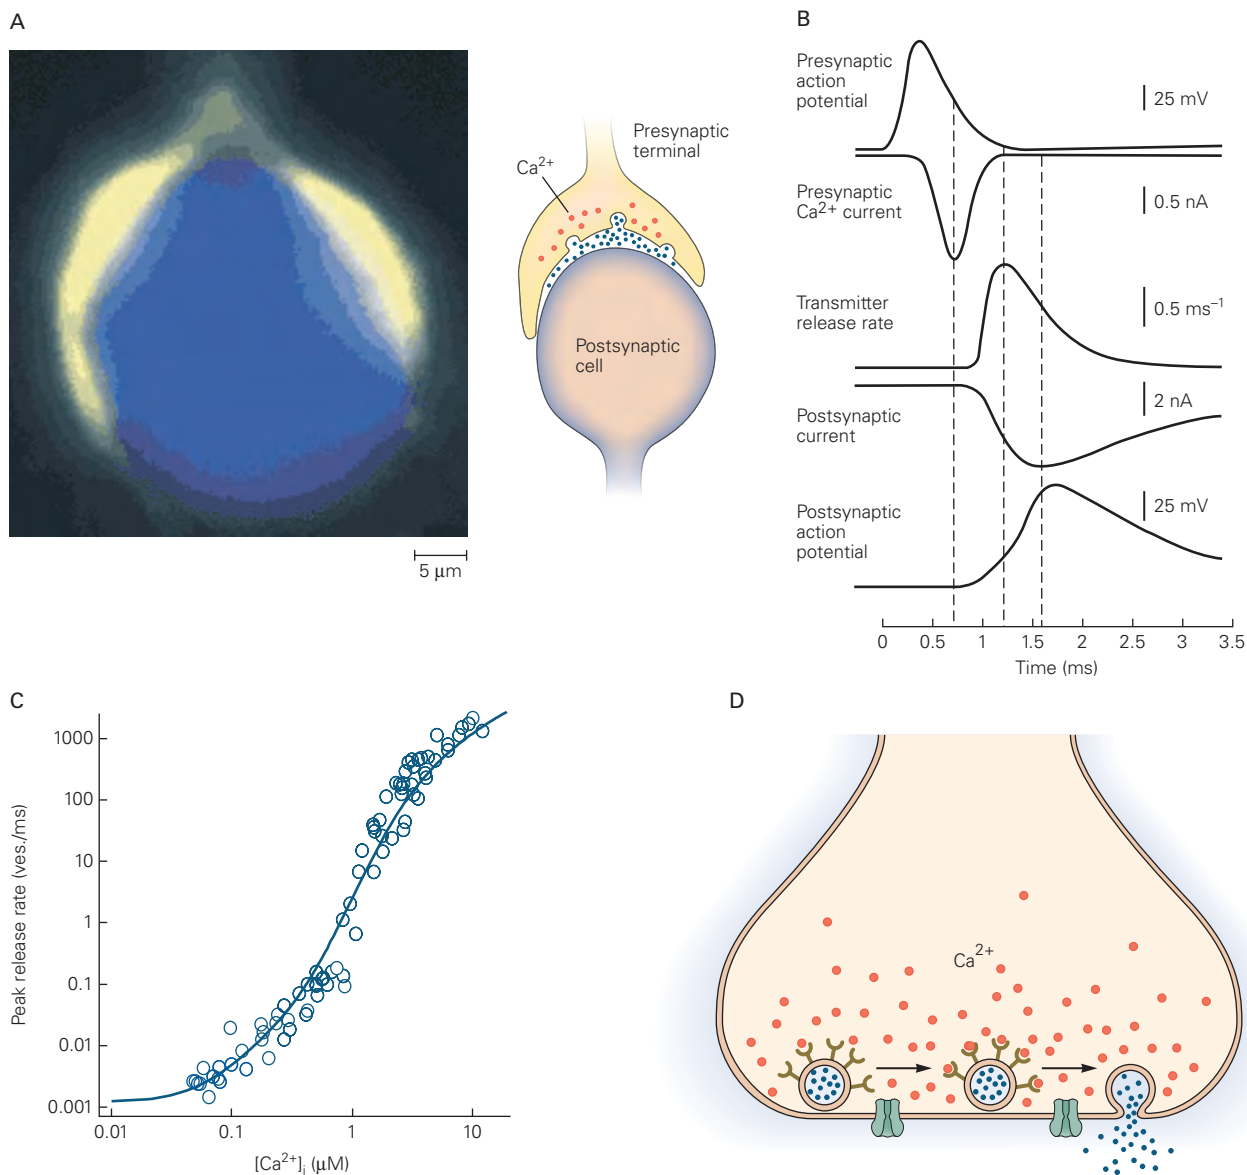 A
Presynaptic
terminal
Ca²⁺
Postsynaptic
cell
5 μm
B
Presynaptic
action
potential
25 mV
Presynaptic
Ca²⁺ current
0.5 nA
Transmitter
release rate
0.5 ms⁻¹
Postsynaptic
current
2 nA
Postsynaptic
action
potential
25 mV
0 0.5 1 1.5 2 2.5 3 3.5
Time (ms)
C
Peak release rate (ves./ms)
1000
100
10
1
0.1
0.01
0.001
0.01 0.1 1 10
[Ca²⁺]ᵢ (μM)
D
Ca²⁺